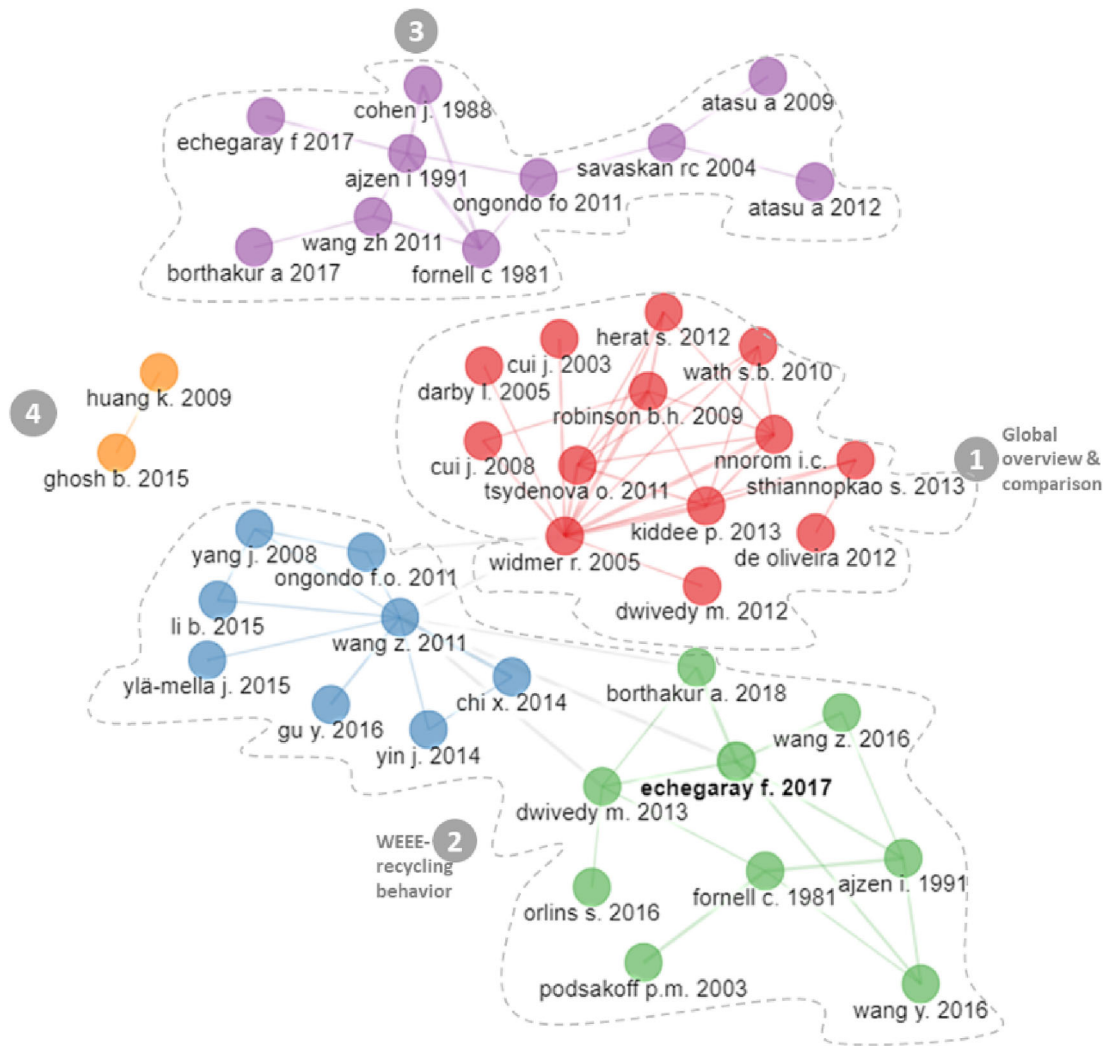 3
cohen j. 1988
atasu a 2009
echegaray f 2017
savaskan rc 2004
ajzen i 1991
ongondo fo 2011
atasu a 2012
wang zh 2011
borthakur a 2017
fornell c 1981
herat s. 2012
cui j. 2003
wath s.b. 2010
darby l. 2005
huang k. 2009
4
robinson b.h. 2009
1
Global
overview &
comparison
cui j. 2008
nnorom i.c.
ghosh b. 2015
tsydenova o. 2011
sthiannopkao s. 2013
kiddee p. 2013
yang j. 2008
widmer r. 2005
de oliveira 2012
ongondo f.o. 2011
dwivedy m. 2012
li b. 2015
wang z. 2011
ylä-mella j. 2015
borthakur a. 2018
chi x. 2014
gu y. 2016
wang z. 2016
yin j. 2014
echegaray f. 2017
dwivedy m. 2013
WEEE-
recycling
behavior
2
ajzen i. 1991
fornell c. 1981
orlins s. 2016
podsakoff p.m. 2003
wang y. 2016